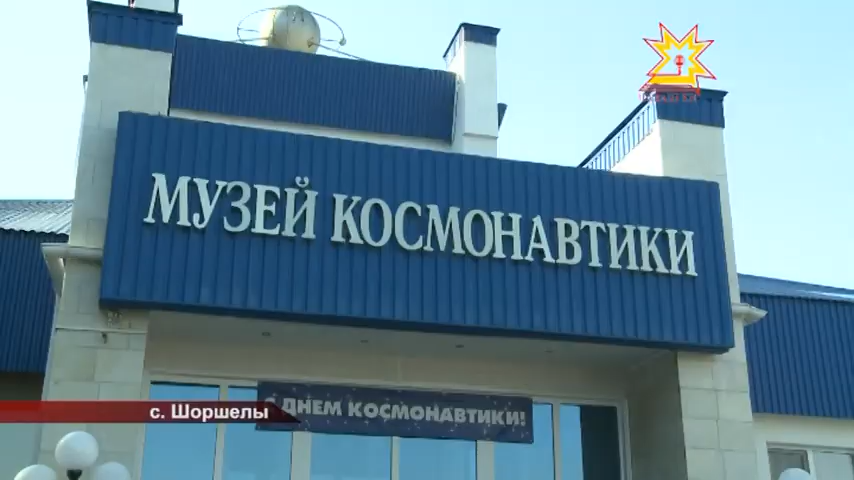 МУЗЕЙ КОСМОНАВТИКИ
С ДНЕМ КОСМОНАВТИКИ!
с. Шоршелы